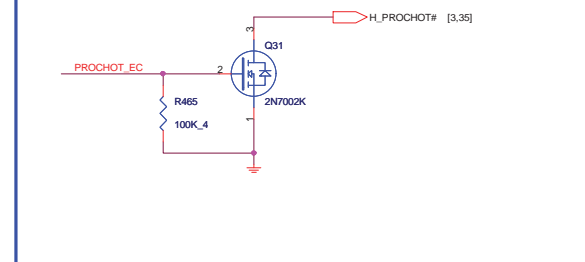 H_PROCHOT# [3,35]
3
Q31
PROCHOT_EC
2
R465
2N7002K
100K_4
1